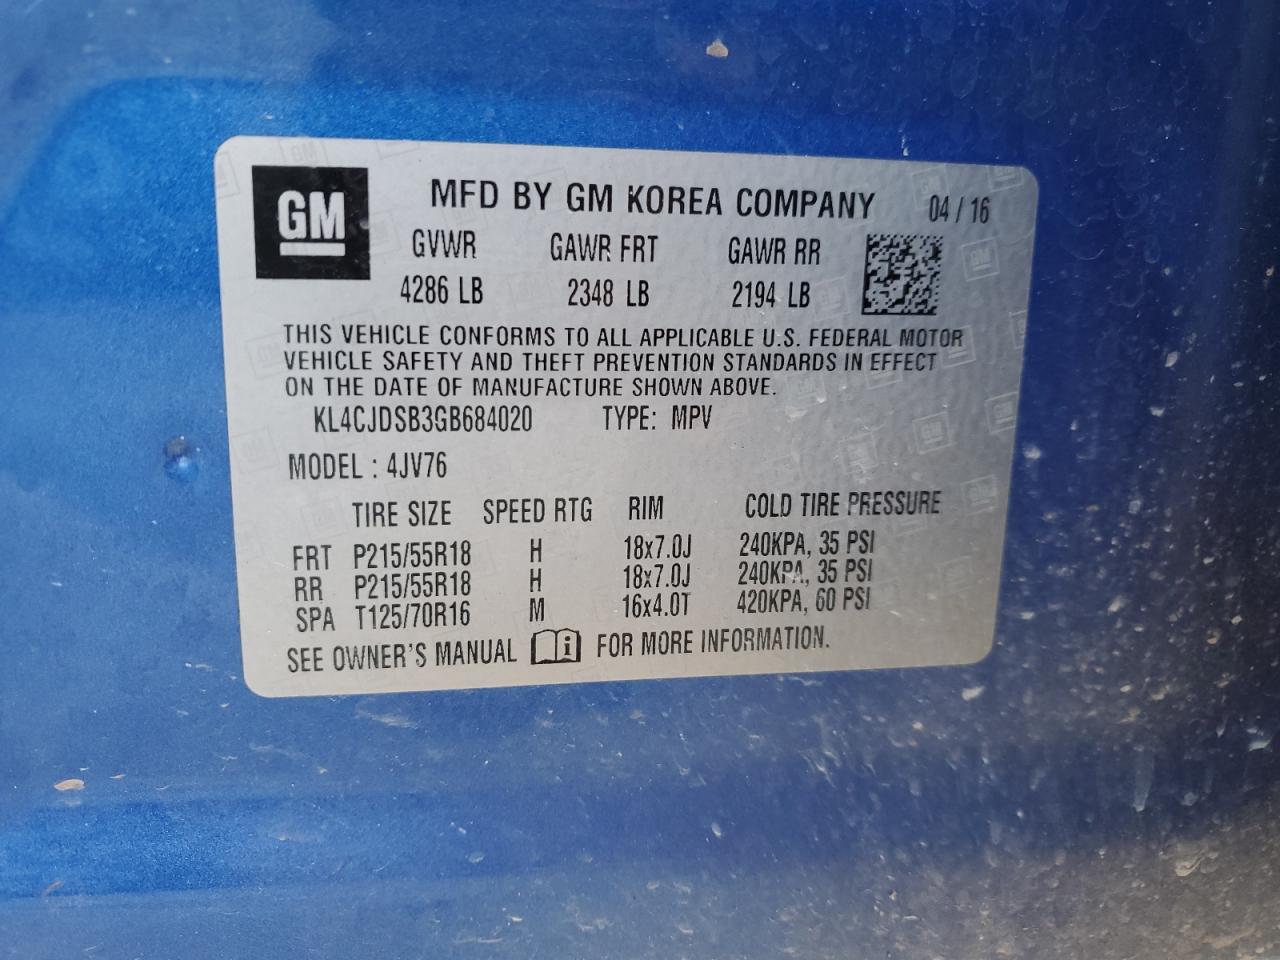 GM
MFD BY GM KOREA COMPANY 04 / 16
GVWR GAWR FRT GAWR RR
4286 LB 2348 LB 2194 LB
THIS VEHICLE CONFORMS TO ALL APPLICABLE U.S. FEDERAL MOTOR
VEHICLE SAFETY AND THEFT PREVENTION STANDARDS IN EFFECT
ON THE DATE OF MANUFACTURE SHOWN ABOVE.
KL4CJDSB3GB684020 TYPE: MPV
MODEL : 4JV76
TIRE SIZE SPEED RTG RIM COLD TIRE PRESSURE
FRT P215/55R18 H 18x7.0J 240KPA, 35 PSI
RR P215/55R18 H 18x7.0J 240KPA, 35 PSI
SPA T125/70R16 M 16x4.0T 420KPA, 60 PSI
SEE OWNER'S MANUAL i FOR MORE INFORMATION.